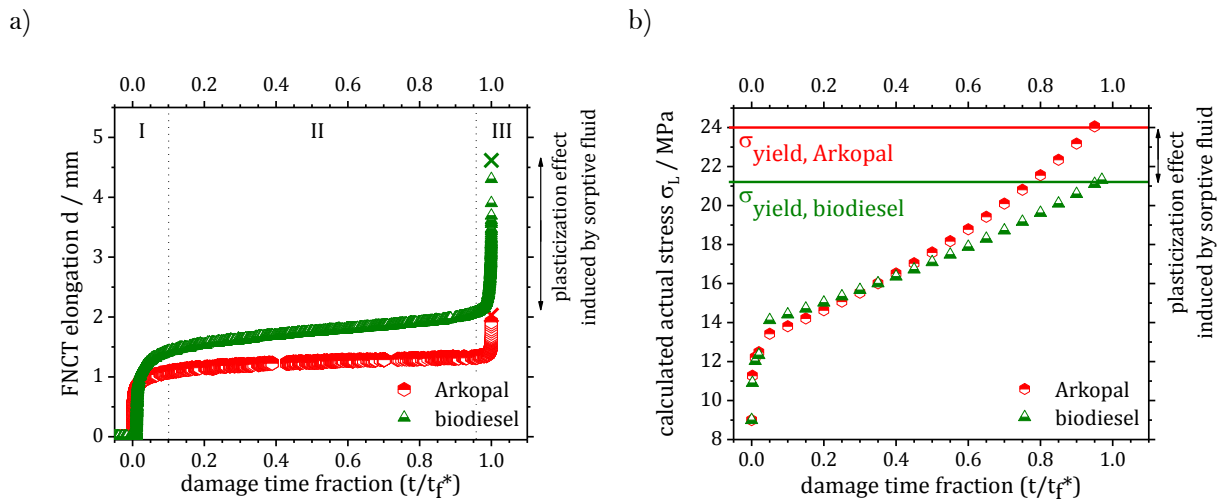 a)
0.0 0.2 0.4 0.6 0.8 1.0
I II III
5
4
3
2
1
0
FNCT elongation d / mm
Arkopal
biodiesel
0.0 0.2 0.4 0.6 0.8 1.0
damage time fraction (t/tf*)
plasticization effect
induced by sorptive fluid
b)
0.0 0.2 0.4 0.6 0.8 1.0
24
22
20
18
16
14
12
10
8
calculated actual stress σL / MPa
σyield, Arkopal
σyield, biodiesel
Arkopal
biodiesel
0.0 0.2 0.4 0.6 0.8 1.0
damage time fraction (t/tf*)
plasticization effect
induced by sorptive fluid